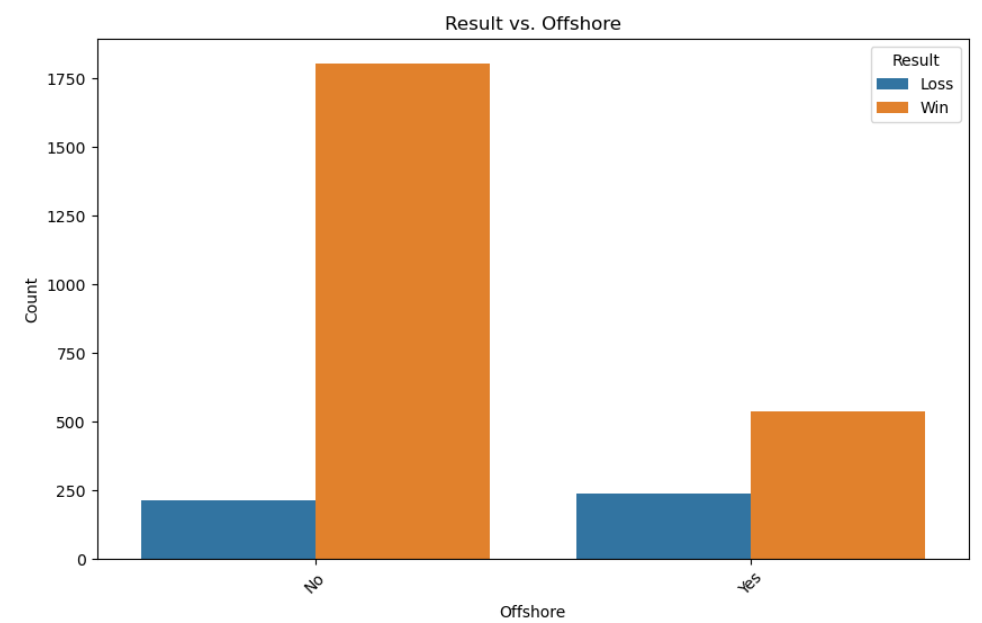 Result vs. Offshore
Result
Loss
Win
1750
1500
1250
1000
750
500
250
0
Count
No
Yes
Offshore